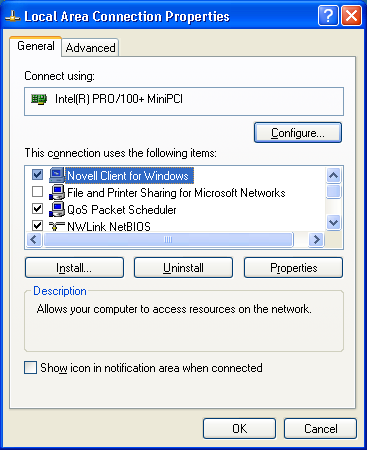 Local Area Connection Properties
General
Advanced
Connect using:
Intel(R) PRO/100+ MiniPCI
Configure...
This connection uses the following items:
Novell Client for Windows
File and Printer Sharing for Microsoft Networks
QoS Packet Scheduler
NWLink NetBIOS
Install...
Uninstall
Properties
Description
Allows your computer to access resources on the network.
Show icon in notification area when connected
OK
Cancel